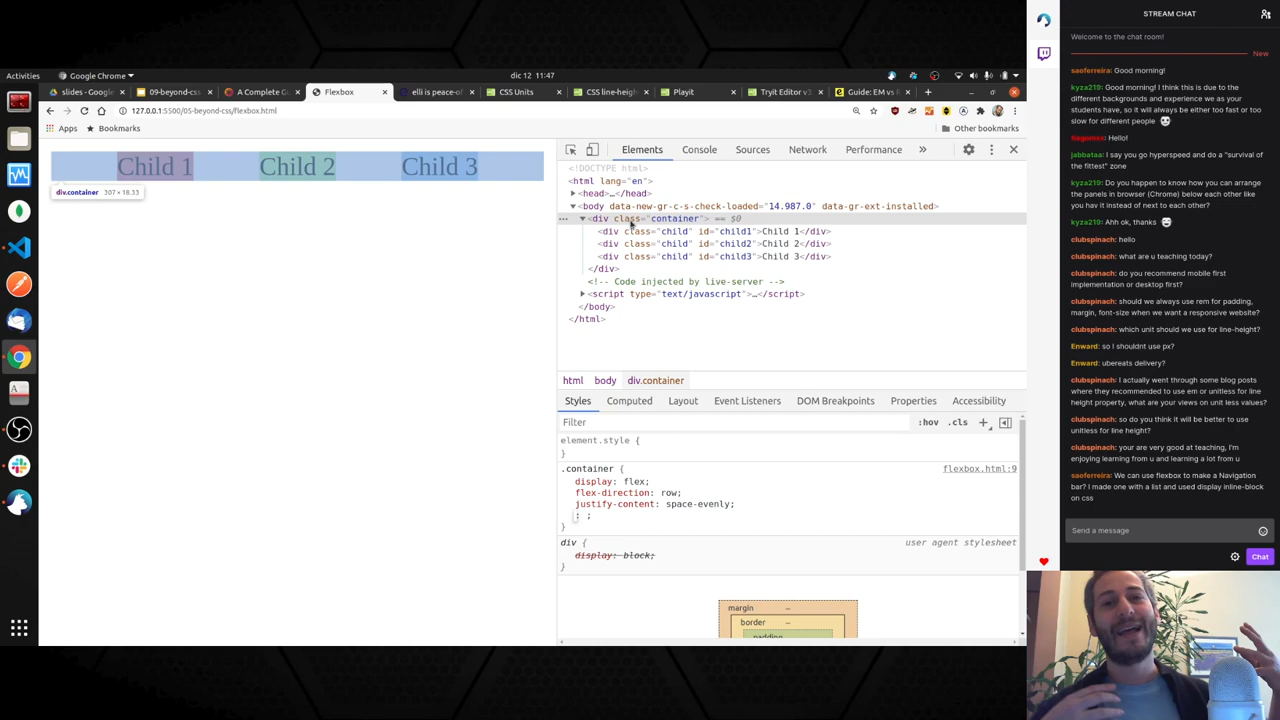 Activities
Google Chrome
dic 12 11:47
slides - Google
09-beyond-css
A Complete G
Flexbox
elli is peace-of
CSS Units
CSS line-heigh
Playit
Tryit Editor v3
Guide: EM vs R
127.0.0.1:5500/05-beyond-css/flexbox.html
Apps
Bookmarks
Other bookmarks
Child 1
Child 2
Child 3
div.container 307 × 18.33
Elements
Console
Sources
Network
Performance
»
<!DOCTYPE html>
<html lang="en">
<head>…</head>
<body data-new-gr-c-s-check-loaded="14.987.0" data-gr-ext-installed>
<div class="container"> == $0
<div class="child" id="child1">Child 1</div>
<div class="child" id="child2">Child 2</div>
<div class="child" id="child3">Child 3</div>
</div>
<!-- Code injected by live-server -->
<script type="text/javascript">…</script>
</body>
</html>
html body div.container
Styles
Computed
Layout
Event Listeners
DOM Breakpoints
Properties
Accessibility
Filter
:hov .cls +
element.style {
}
.container {
flexbox.html:9
display: flex;
flex-direction: row;
justify-content: space-evenly;
: ;
}
div {
user agent stylesheet
display: block;
}
margin –
border –
padding
STREAM CHAT
Welcome to the chat room!
New
saoferreira: Good morning!
kyza219: Good morning! I think this is due to the
different backgrounds and experience we as your
students have, so it will always be either too fast or too
slow for different people
Hello!
jabbataa: I say you go hyperspeed and do a "survival of
the fittest" zone
kyza219: Do you happen to know how you can arrange
the panels in browser (Chrome) below each other like
you hav it instead of next to each other?
kyza219: Ahh ok, thanks
clubspinach: hello
clubspinach: what are u teaching today?
clubspinach: do you recommend mobile first
implementation or desktop first?
clubspinach: should we always use rem for padding,
margin, font-size when we want a responsive website?
clubspinach: which unit should we use for line-height?
Enward: so I shouldnt use px?
Enward: ubereats delivery?
clubspinach: I actually went through some blog posts
where they recommended to use em or unitless for line
height property, what are your views on unit less values?
clubspinach: so do you think it will be better to use
unitless for line height?
clubspinach: your are very good at teaching, I'm
enjoying learning from u and learning a lot from u
saoferreira: We can use flexbox to make a Navigation
bar? I made one with a list and used display inline-block
on css
Send a message
Chat